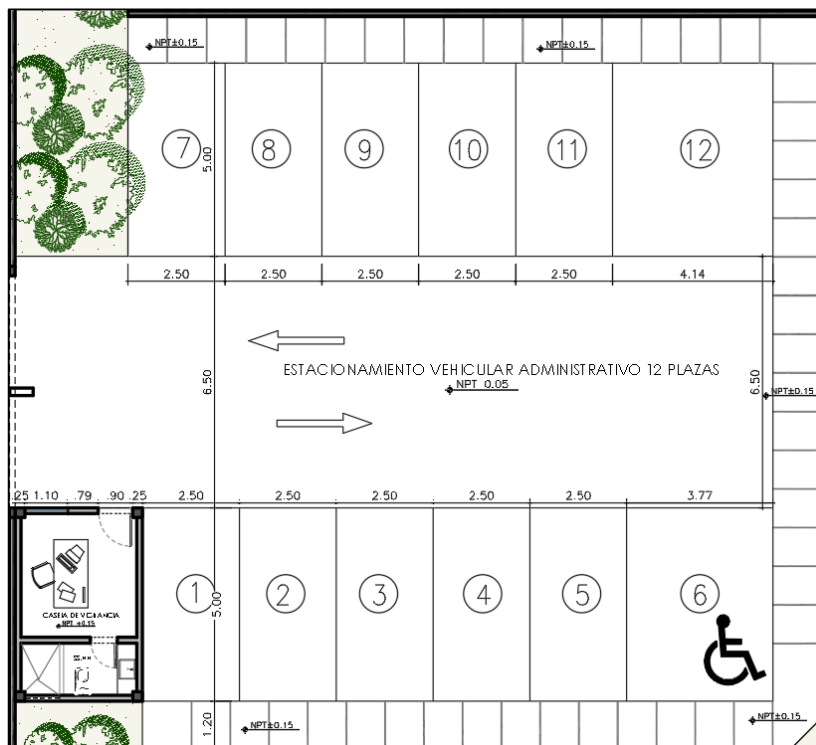 NPT±0.15 NPT±0.15
7 8 9 10 11 12
5.00
2.50 2.50 2.50 2.50 2.50 4.14
ESTACIONAMIENTO VEHICULAR ADMINISTRATIVO 12 PLAZAS
6.50 NPT 0.05 6.50 NPT±0.15
.25 1.10 .79 .90 .25 2.50 2.50 2.50 2.50 2.50 3.77
1 2 3 4 5 6
5.00
CASETA DE VIGILANCIA
NPT ±0.15
1.20 NPT±0.15 NPT±0.15